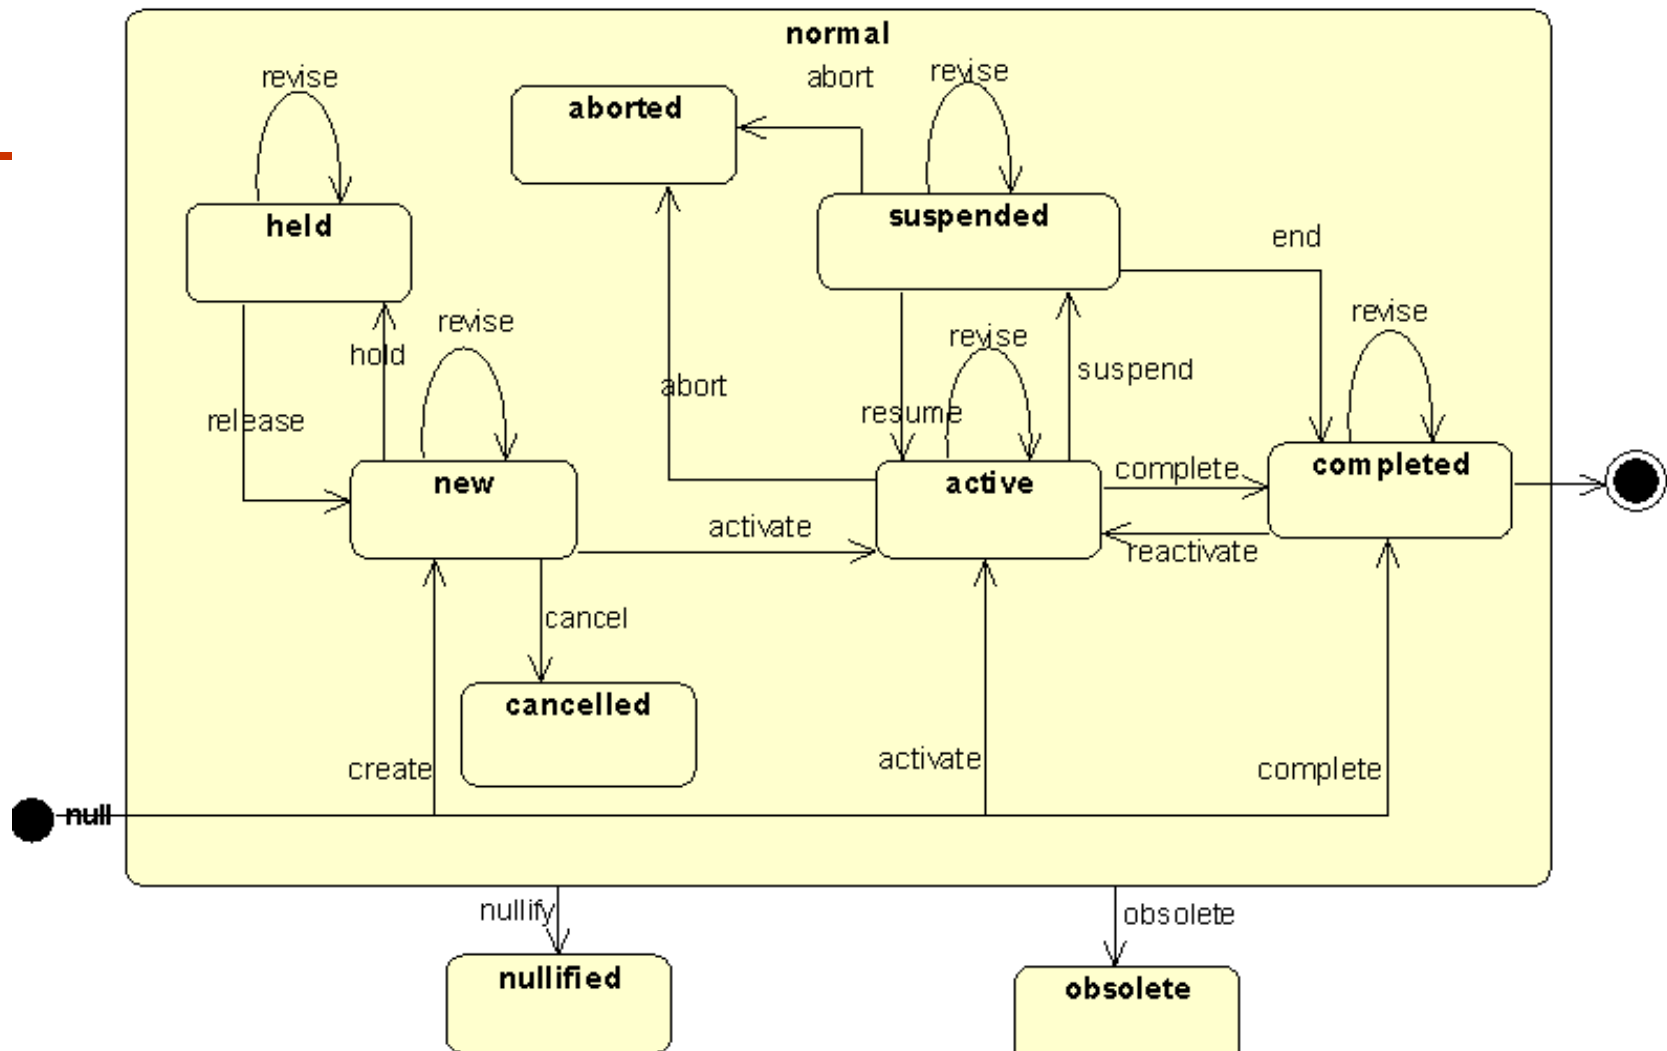 normal
revise
abort
revise
aborted
held
suspended
end
revise
hold
revise
revise
abort
suspend
release
resume
new
active
complete
completed
activate
reactivate
cancel
cancelled
create
activate
complete
null
nullify
obsolete
nullified
obsolete